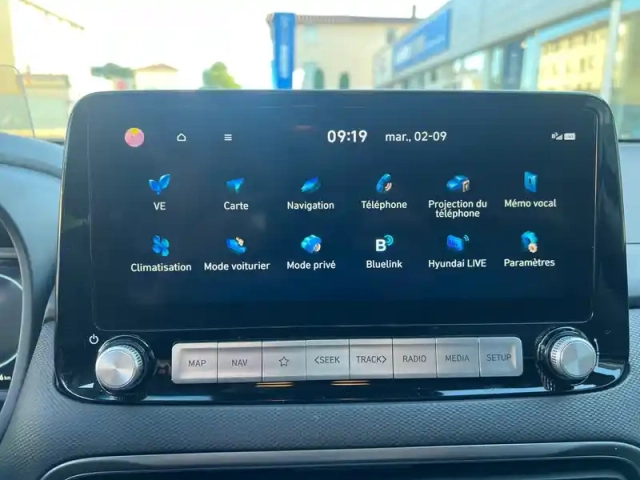 09:19 mar., 02-09
VE Carte Navigation Téléphone Projection du téléphone Mémo vocal
Climatisation Mode voiturier Mode privé B Bluelink Hyundai LIVE Paramètres
MAP NAV <SEEK TRACK> RADIO MEDIA SETUP